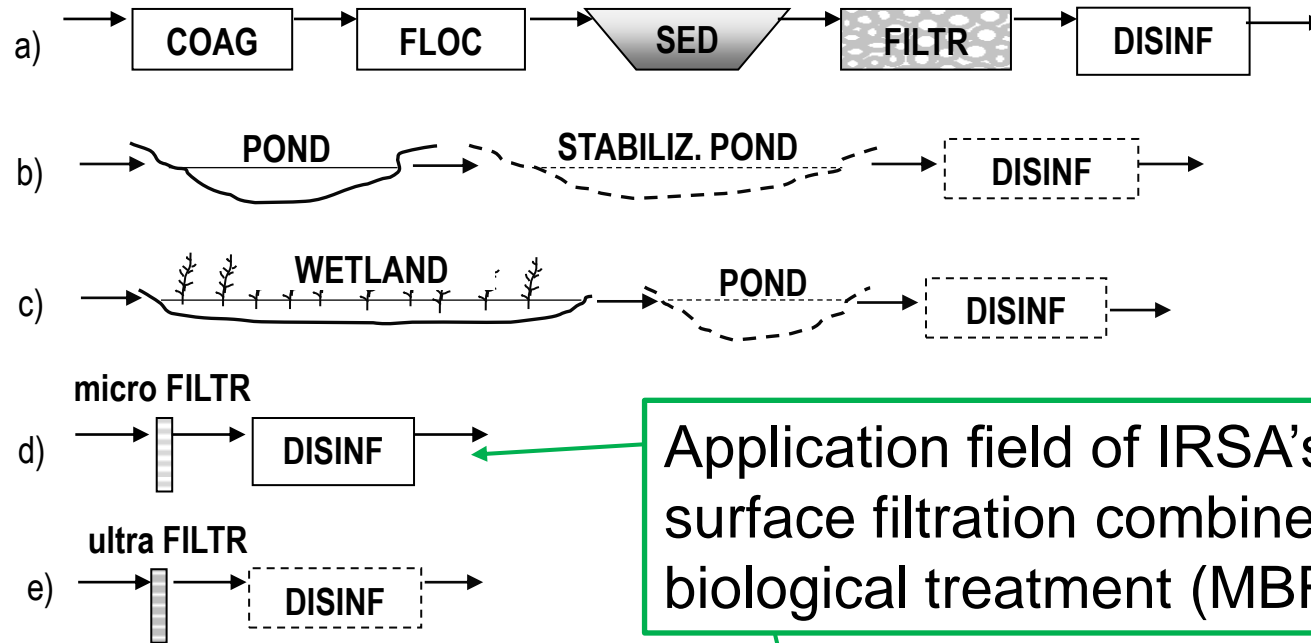 a) COAG FLOC SED FILTR DISINF
b) POND STABILIZ. POND DISINF
c) WETLAND POND DISINF
micro FILTR
d) DISINF
ultra FILTR
e) DISINF
Application field of IRSA's
surface filtration combine
biological treatment (MBR